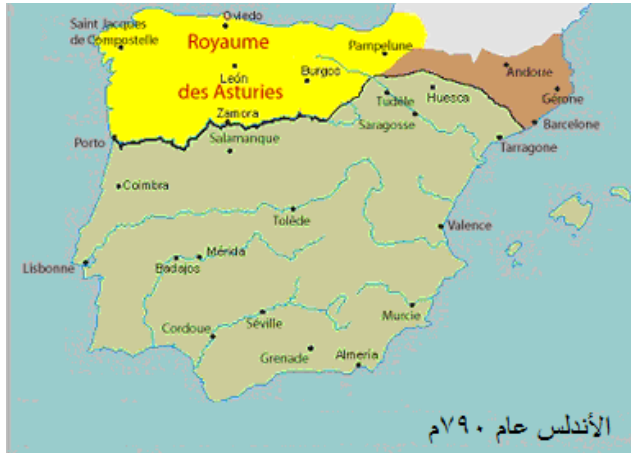 Oviedo
Saint Jacques
de Compostelle
Royaume
Pampelune
León
Burgos
Andorre
des Asturies
Tudèle
Huesca
Gérone
Zamora
Saragosse
Barcelone
Porto
Salamanque
Tarragone
Coimbra
Tolède
Valence
Mérida
Lisbonne
Badajos
Murcie
Séville
Cordoue
Grenade
Almería
الأندلس عام ٧٩٠م